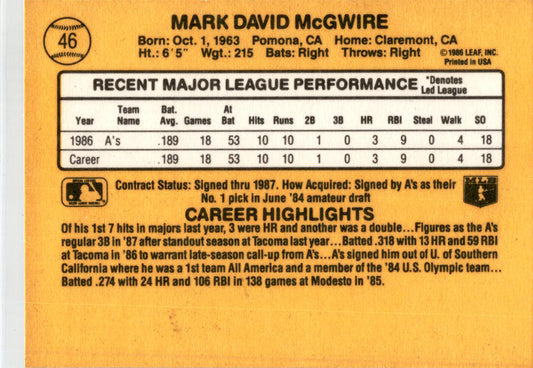 46
MARK DAVID McGWIRE
Born: Oct. 1, 1963 Pomona, CA Home: Claremont, CA
Ht.: 6'5" Wgt.: 215 Bats: Right Throws: Right
©1986 LEAF, INC.
Printed in USA
RECENT MAJOR LEAGUE PERFORMANCE *Denotes Led League
Year Team Name Bat. Avg. Games At Bat Hits Runs 2B 3B HR RBI Steal Walk SO
1986 A's .189 18 53 10 10 1 0 3 9 0 4 18
Career .189 18 53 10 10 1 0 3 9 0 4 18
Contract Status: Signed thru 1987. How Acquired: Signed by A's as their
No. 1 pick in June '84 amateur draft
MLB
CAREER HIGHLIGHTS
Of his 1st 7 hits in majors last year, 3 were HR and another was a double...Figures as the A's
regular 3B in '87 after standout season at Tacoma last year...Batted .318 with 13 HR and 59 RBI
at Tacoma in '86 to warrant late-season call-up from A's...A's signed him out of U. of Southern
California where he was a 1st team All America and a member of the '84 U.S. Olympic team...
Batted .274 with 24 HR and 106 RBI in 138 games at Modesto in '85.